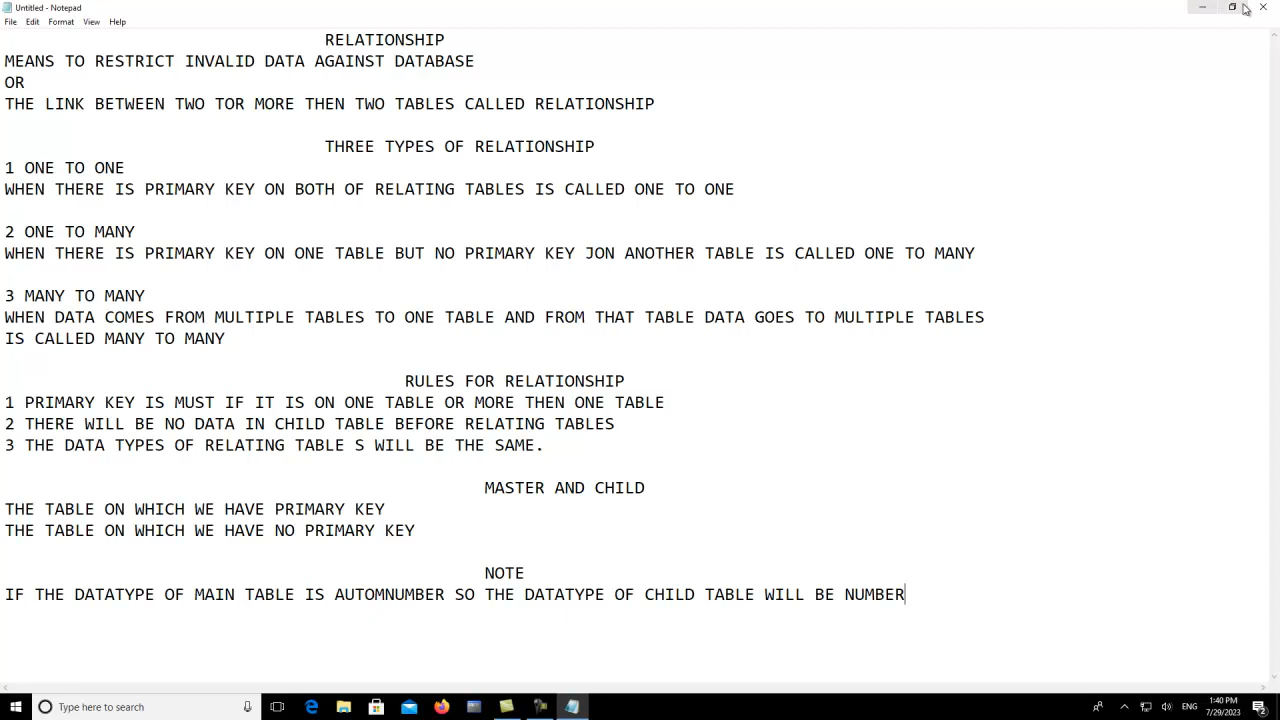 Untitled - Notepad
File Edit Format View Help
RELATIONSHIP
MEANS TO RESTRICT INVALID DATA AGAINST DATABASE
OR
THE LINK BETWEEN TWO TOR MORE THEN TWO TABLES CALLED RELATIONSHIP
THREE TYPES OF RELATIONSHIP
1 ONE TO ONE
WHEN THERE IS PRIMARY KEY ON BOTH OF RELATING TABLES IS CALLED ONE TO ONE
2 ONE TO MANY
WHEN THERE IS PRIMARY KEY ON ONE TABLE BUT NO PRIMARY KEY JON ANOTHER TABLE IS CALLED ONE TO MANY
3 MANY TO MANY
WHEN DATA COMES FROM MULTIPLE TABLES TO ONE TABLE AND FROM THAT TABLE DATA GOES TO MULTIPLE TABLES
IS CALLED MANY TO MANY
RULES FOR RELATIONSHIP
1 PRIMARY KEY IS MUST IF IT IS ON ONE TABLE OR MORE THEN ONE TABLE
2 THERE WILL BE NO DATA IN CHILD TABLE BEFORE RELATING TABLES
3 THE DATA TYPES OF RELATING TABLE S WILL BE THE SAME.
MASTER AND CHILD
THE TABLE ON WHICH WE HAVE PRIMARY KEY
THE TABLE ON WHICH WE HAVE NO PRIMARY KEY
NOTE
IF THE DATATYPE OF MAIN TABLE IS AUTOMNUMBER SO THE DATATYPE OF CHILD TABLE WILL BE NUMBER
Type here to search
ENG
1:40 PM
7/29/2023
2